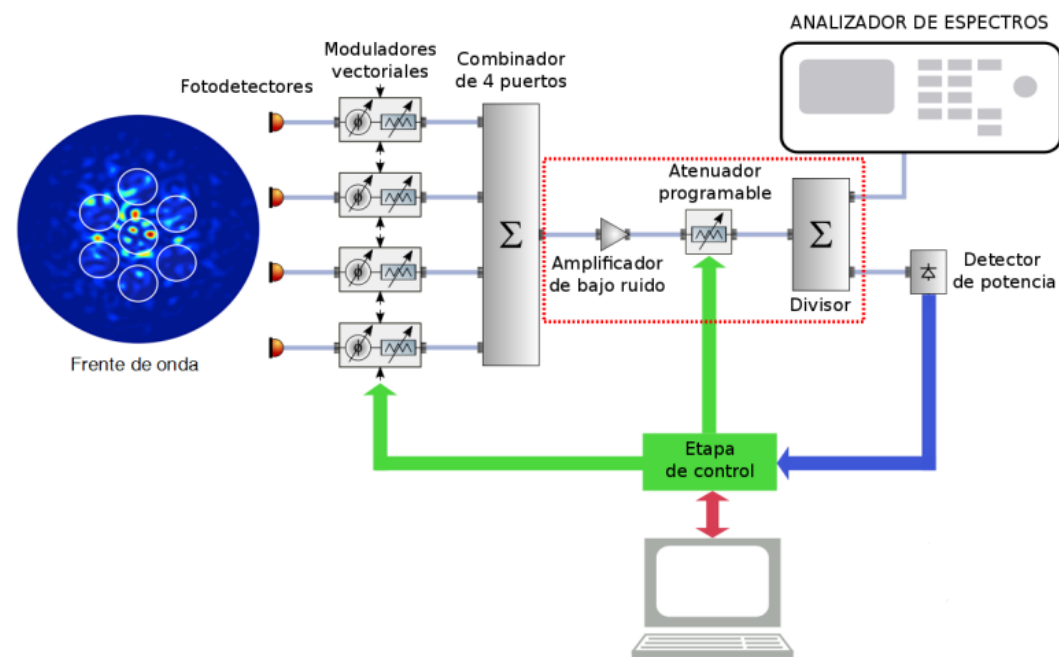 ANALIZADOR DE ESPECTROS
Moduladores
vectoriales
Combinador
de 4 puertos
Fotodetectores
Σ
Atenuador
programable
Σ
Amplificador
de bajo ruido
Divisor
Detector
de potencia
Frente de onda
Etapa
de control